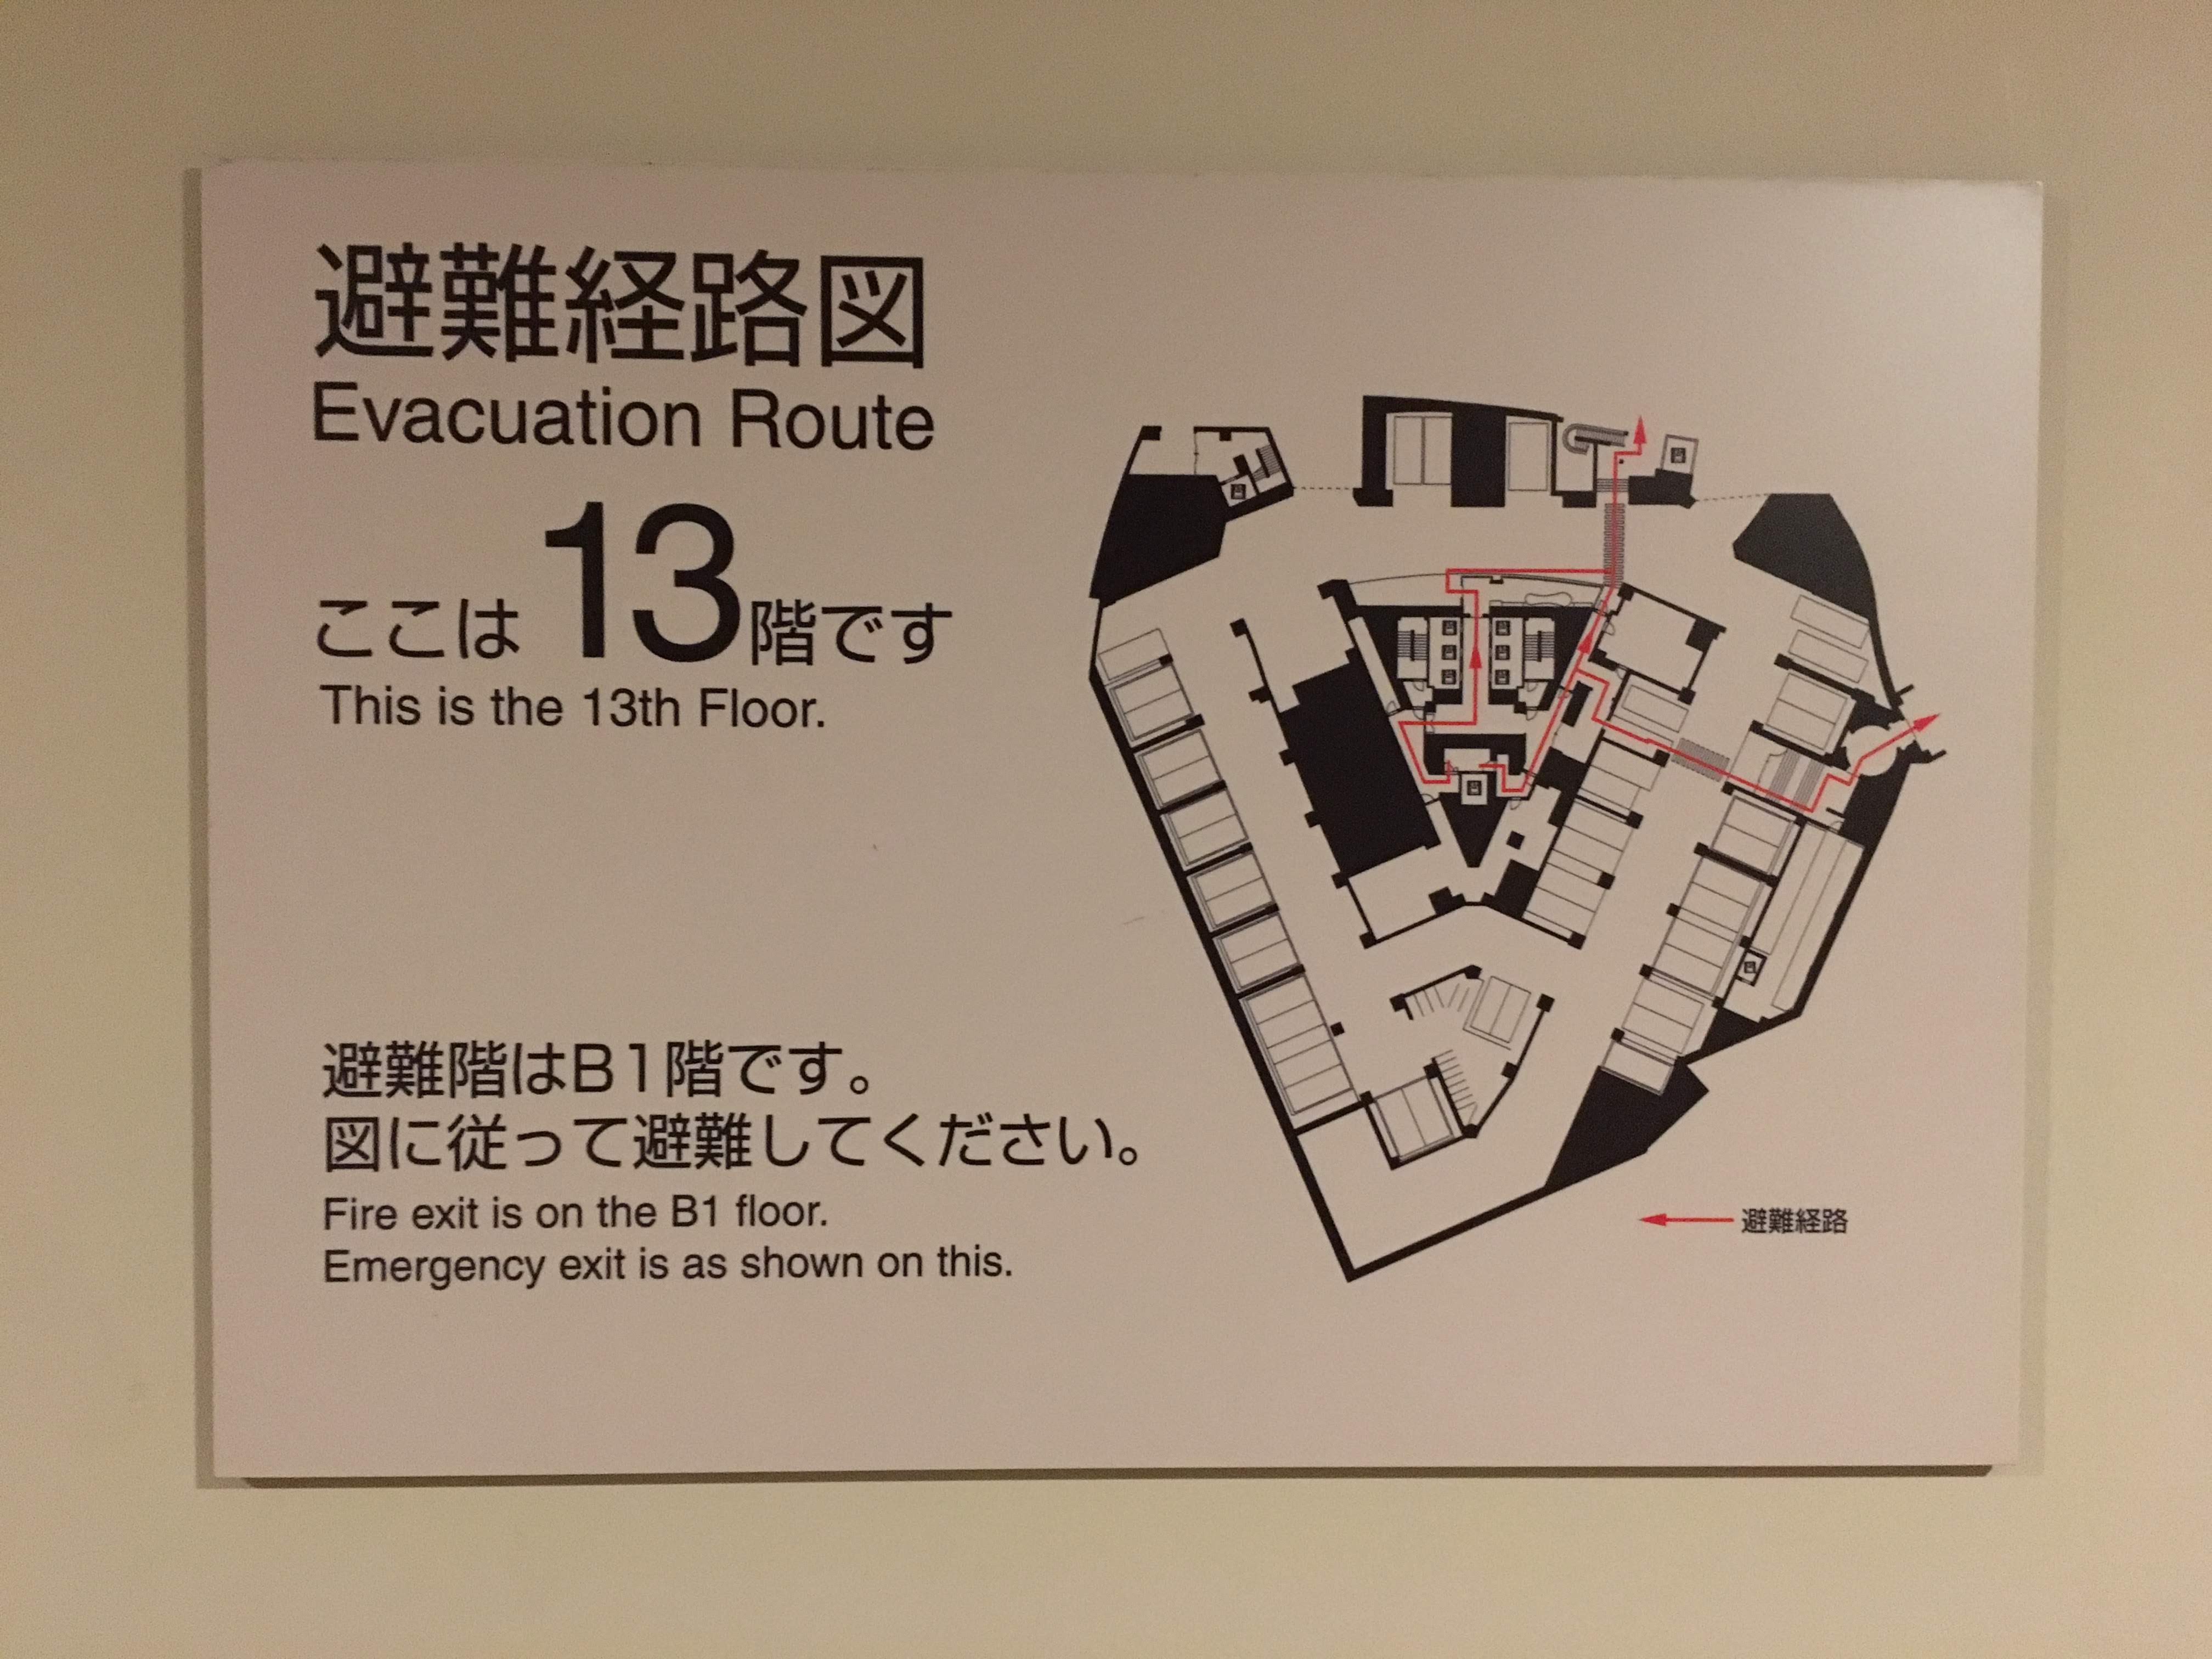 避難経路図
Evacuation Route
ここは13階です
This is the 13th Floor.
避難階はB1階です。
図に従って避難してください。
Fire exit is on the B1 floor.
Emergency exit is as shown on this.
避難経路